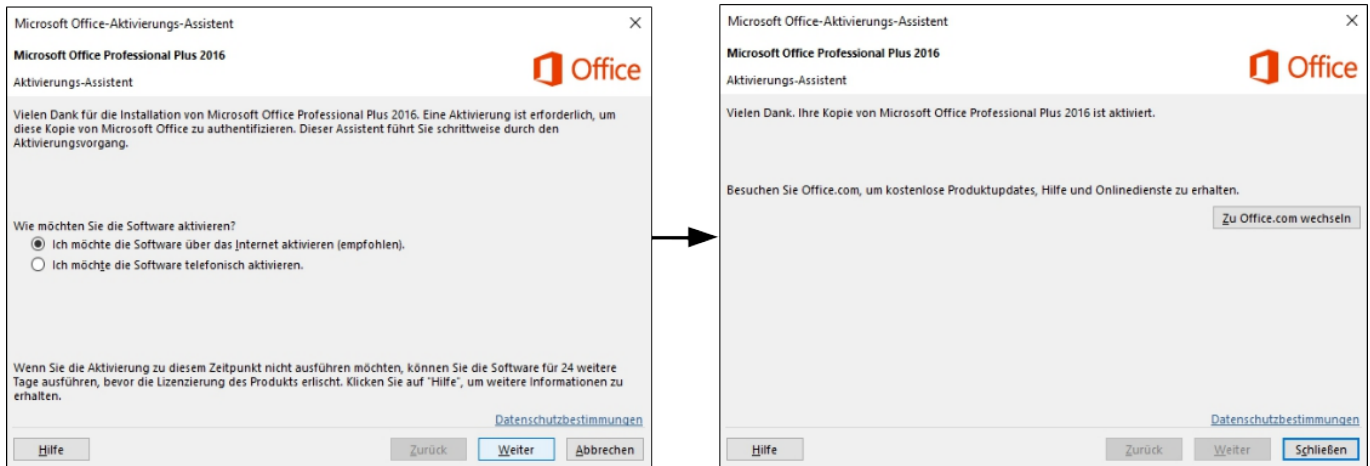 Microsoft Office-Aktivierungs-Assistent
Microsoft Office Professional Plus 2016
Office
Aktivierungs-Assistent
Vielen Dank für die Installation von Microsoft Office Professional Plus 2016. Eine Aktivierung ist erforderlich, um
diese Kopie von Microsoft Office zu authentifizieren. Dieser Assistent führt Sie schrittweise durch den
Aktivierungsvorgang.
Wie möchten Sie die Software aktivieren?
Ich möchte die Software über das Internet aktivieren (empfohlen).
Ich möchte die Software telefonisch aktivieren.
Wenn Sie die Aktivierung zu diesem Zeitpunkt nicht ausführen möchten, können Sie die Software für 24 weitere
Tage ausführen, bevor die Lizenzierung des Produkts erlischt. Klicken Sie auf "Hilfe", um weitere Informationen zu
erhalten.
Datenschutzbestimmungen
Hilfe
Zurück
Weiter
Abbrechen
Microsoft Office-Aktivierungs-Assistent
Microsoft Office Professional Plus 2016
Office
Aktivierungs-Assistent
Vielen Dank. Ihre Kopie von Microsoft Office Professional Plus 2016 ist aktiviert.
Besuchen Sie Office.com, um kostenlose Produktupdates, Hilfe und Onlinedienste zu erhalten.
Zu Office.com wechseln
Datenschutzbestimmungen
Hilfe
Zurück
Weiter
Schließen